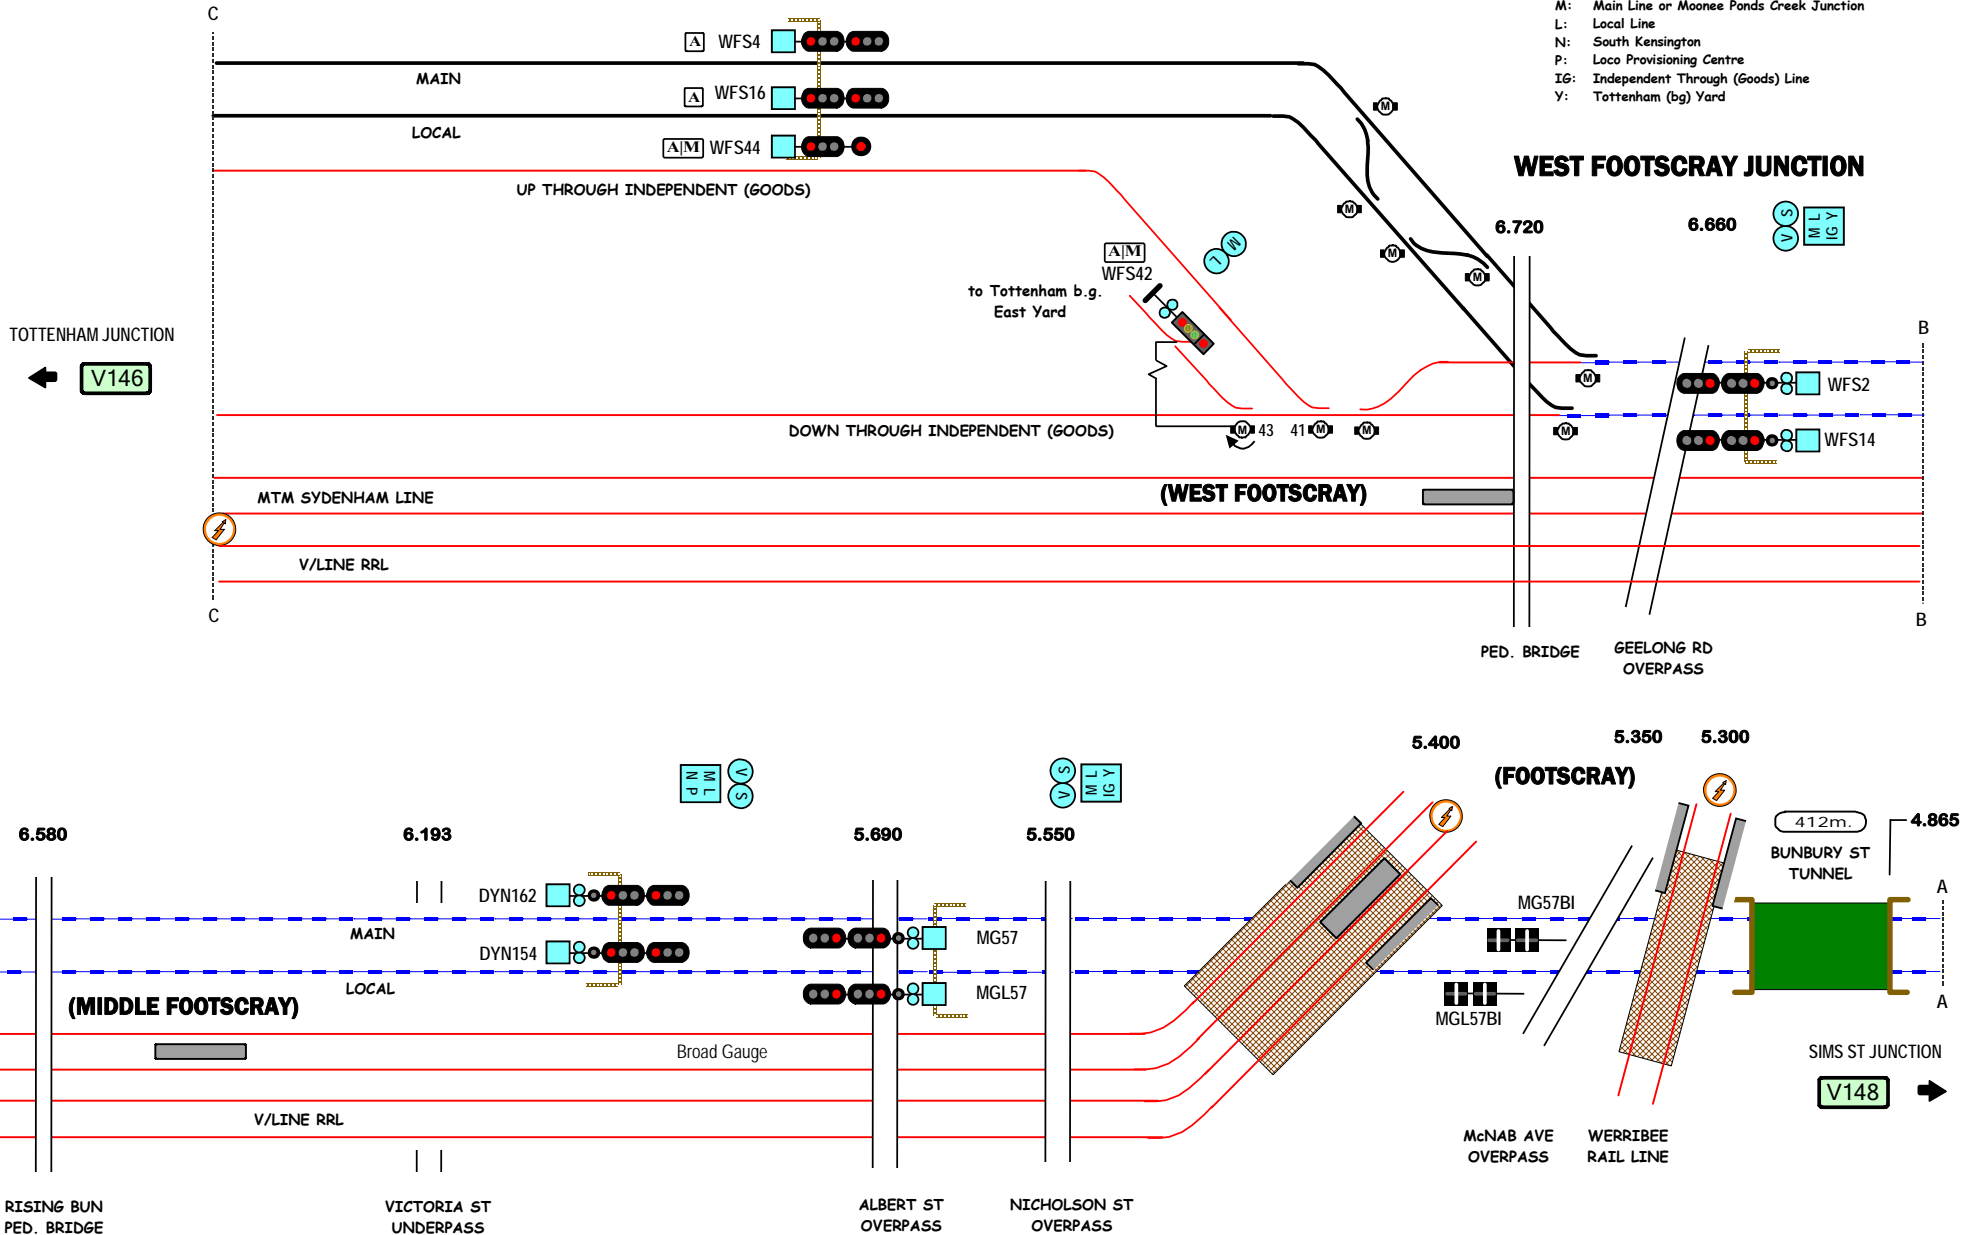 M: Main Line or Moonee Ponds Creek Junction
L: Local Line
N: South Kensington
P: Loco Provisioning Centre
IG: Independent Through (Goods) Line
Y: Tottenham (bg) Yard
C
A WFS4
MAIN
A WFS16
LOCAL
A|M WFS44
UP THROUGH INDEPENDENT (GOODS)
M
M
M
M
WEST FOOTSCRAY JUNCTION
6.720
6.660
V S
M L
IG Y
A|M
WFS42
L M
to Tottenham b.g.
East Yard
TOTTENHAM JUNCTION
V146
B
M
WFS2
DOWN THROUGH INDEPENDENT (GOODS)
M 43
41 M
M
M
WFS14
MTM SYDENHAM LINE
(WEST FOOTSCRAY)
V/LINE RRL
C
B
PED. BRIDGE
GEELONG RD
OVERPASS
5.400
5.350
5.300
(FOOTSCRAY)
M L
N P
V S
V S
M L
IG Y
6.580
6.193
5.690
5.550
412m.
4.865
BUNBURY ST
TUNNEL
A
DYN162
MG57BI
MAIN
MG57
DYN154
LOCAL
MGL57
(MIDDLE FOOTSCRAY)
MGL57BI
A
Broad Gauge
SIMS ST JUNCTION
V148
V/LINE RRL
McNAB AVE
OVERPASS
WERRIBEE
RAIL LINE
RISING BUN
PED. BRIDGE
VICTORIA ST
UNDERPASS
ALBERT ST
OVERPASS
NICHOLSON ST
OVERPASS